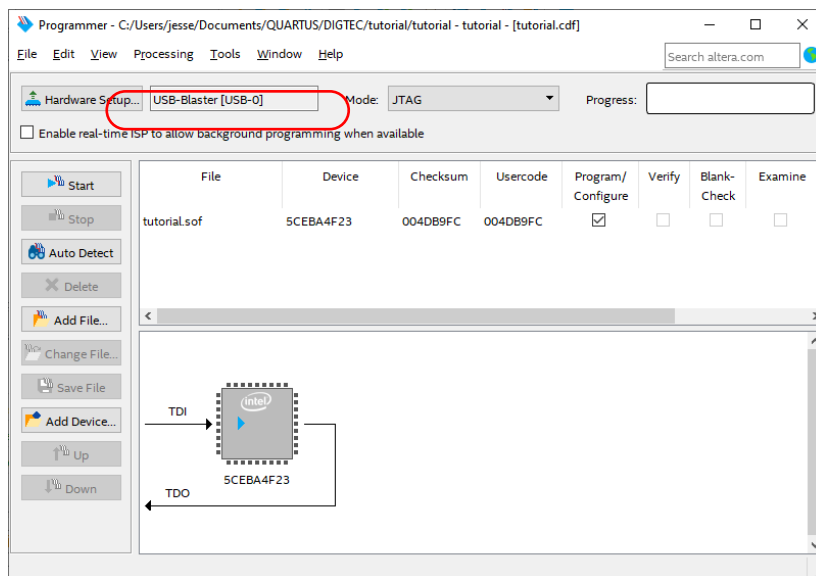 Programmer - C:/Users/jesse/Documents/QUARTUS/DIGTEC/tutorial/tutorial - tutorial - [tutorial.cdf]
File Edit View Processing Tools Window Help
Search altera.com
Hardware Setup... USB-Blaster [USB-0] Mode: JTAG Progress:
Enable real-time ISP to allow background programming when available
Start
Stop
Auto Detect
Delete
Add File...
Change File...
Save File
Add Device...
Up
Down
File Device Checksum Usercode Program/ Verify Blank- Examine
Configure Check
tutorial.sof 5CEBA4F23 004DB9FC 004DB9FC
intel
TDI
5CEBA4F23
TDO